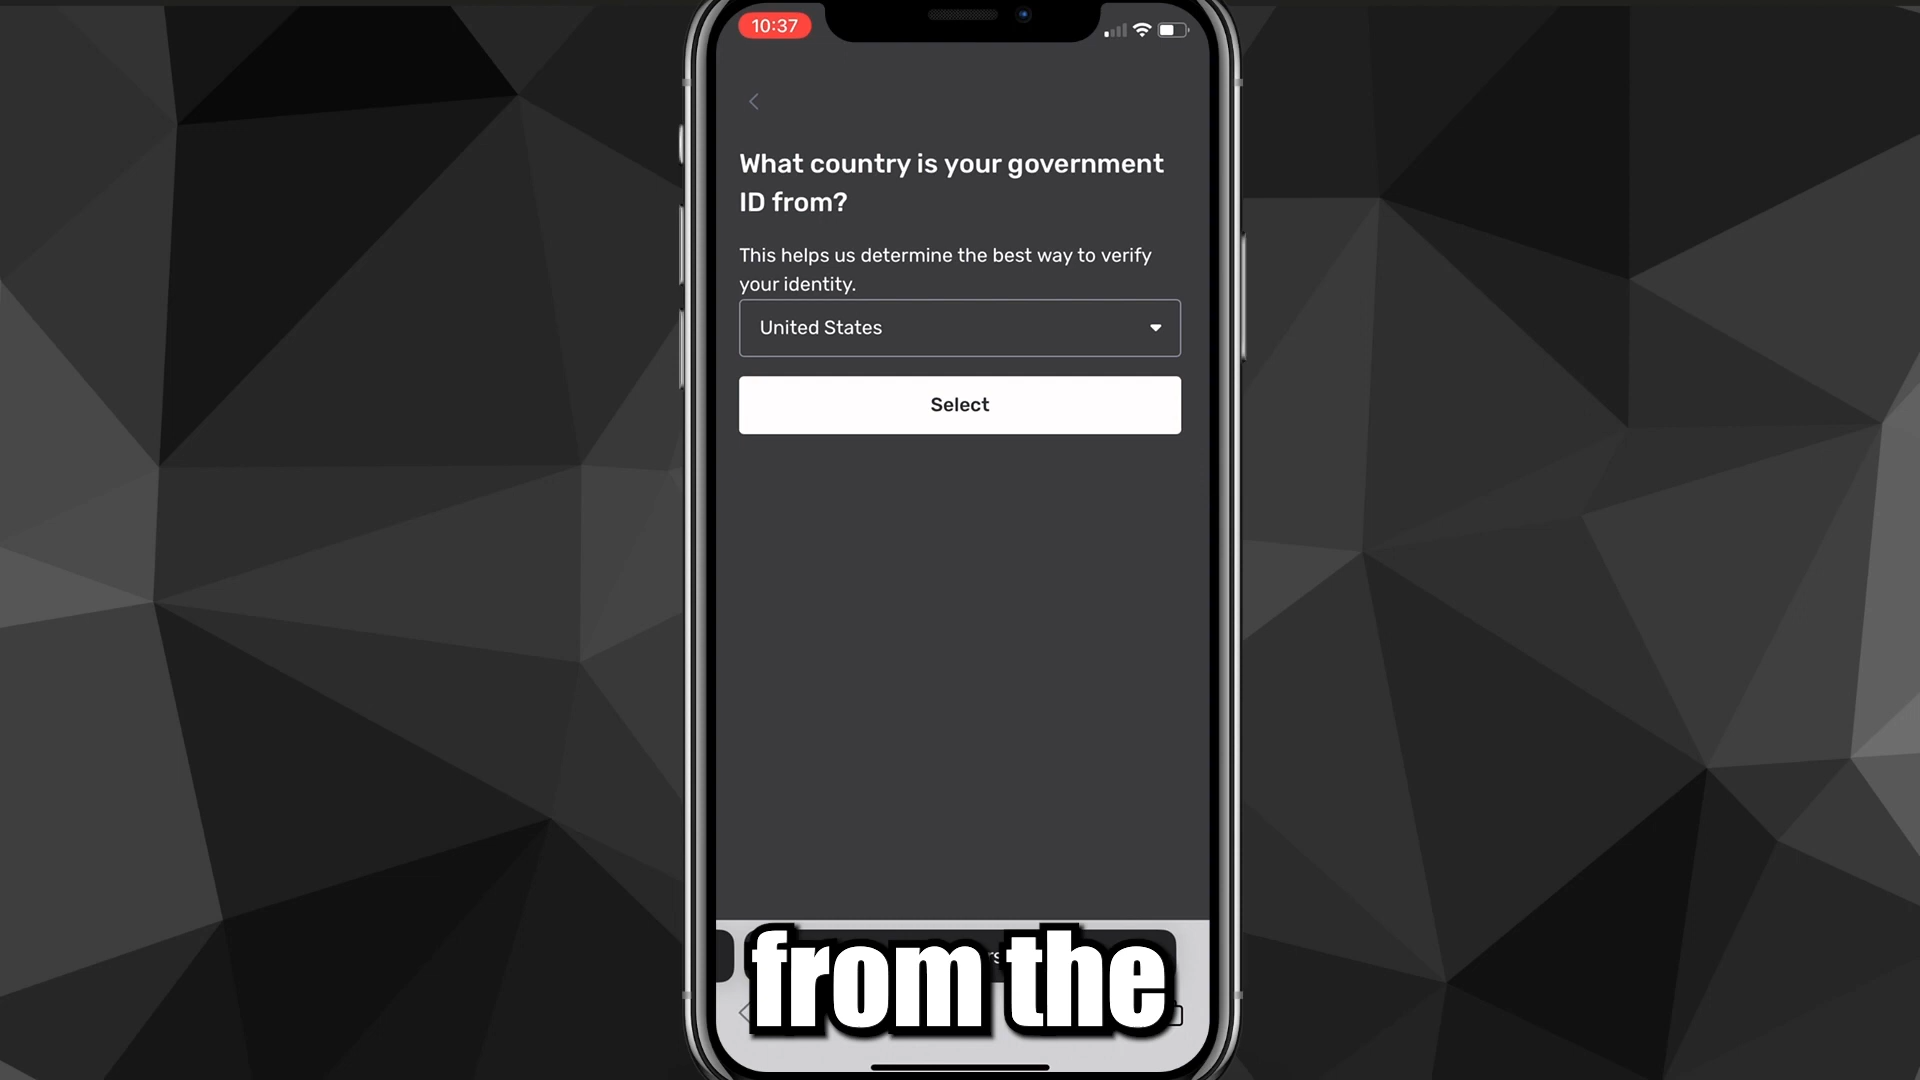 10:37
What country is your government
ID from?
This helps us determine the best way to verify
your identity.
United States
Select
from the